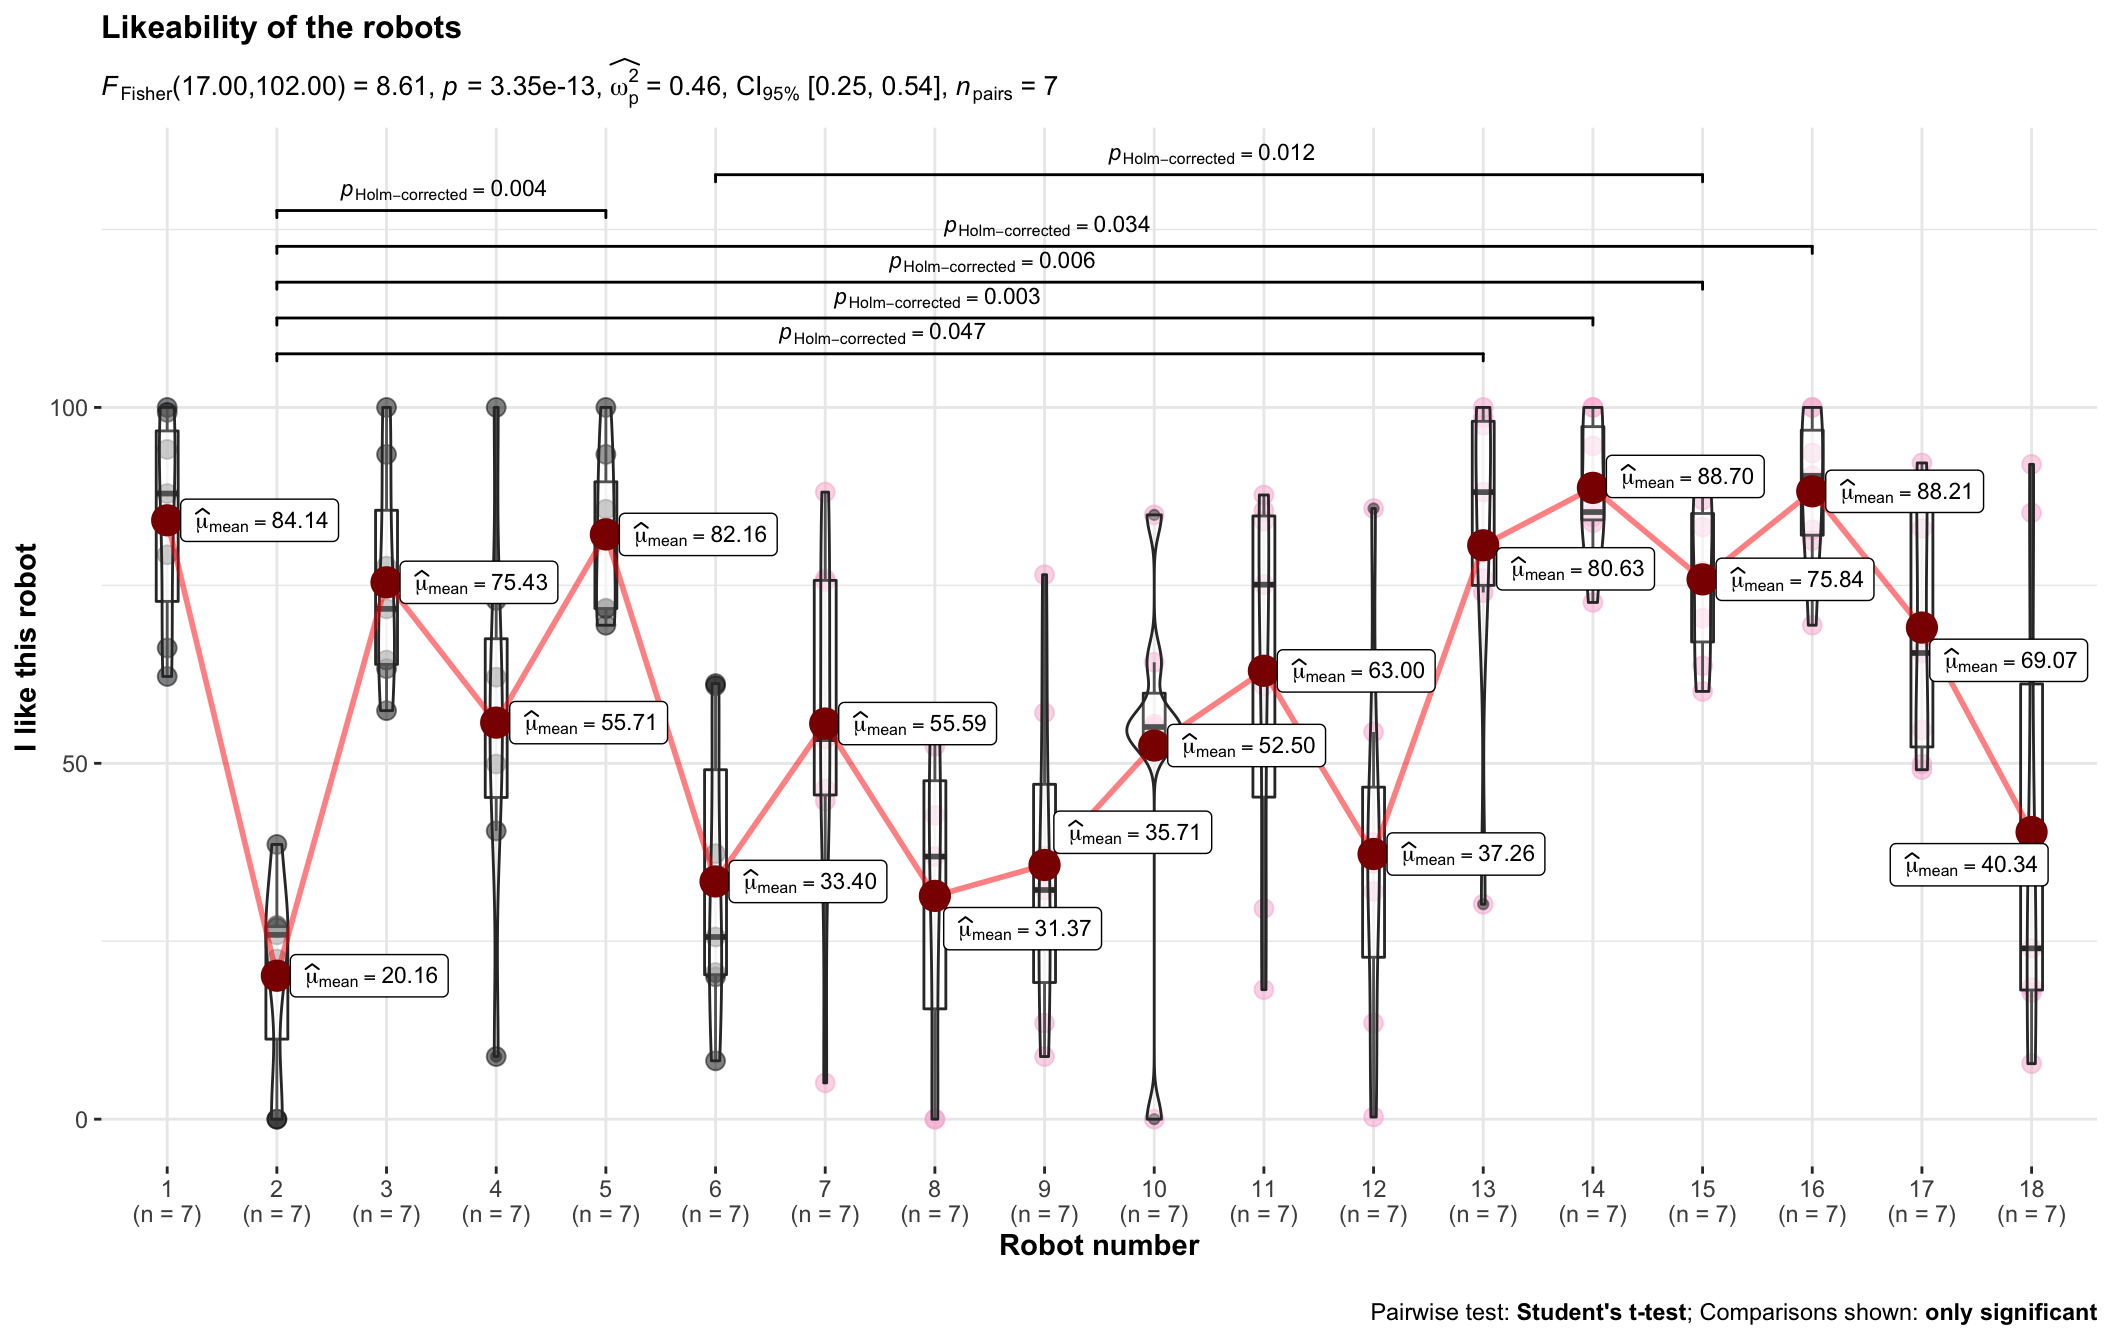 Likeability of the robots
F Fisher(17.00,102.00) = 8.61, p = 3.35e-13, ω̂p² = 0.46, CI95% [0.25, 0.54], n pairs = 7
pHolm−corrected = 0.012
pHolm−corrected = 0.004
pHolm−corrected = 0.034
pHolm−corrected = 0.006
pHolm−corrected = 0.003
pHolm−corrected = 0.047
I like this robot
100
50
0
μ̂mean = 84.14
μ̂mean = 20.16
μ̂mean = 75.43
μ̂mean = 55.71
μ̂mean = 82.16
μ̂mean = 33.40
μ̂mean = 55.59
μ̂mean = 31.37
μ̂mean = 35.71
μ̂mean = 52.50
μ̂mean = 63.00
μ̂mean = 37.26
μ̂mean = 80.63
μ̂mean = 88.70
μ̂mean = 75.84
μ̂mean = 88.21
μ̂mean = 69.07
μ̂mean = 40.34
1 2 3 4 5 6 7 8 9 10 11 12 13 14 15 16 17 18
(n = 7) (n = 7) (n = 7) (n = 7) (n = 7) (n = 7) (n = 7) (n = 7) (n = 7) (n = 7) (n = 7) (n = 7) (n = 7) (n = 7) (n = 7) (n = 7) (n = 7) (n = 7)
Robot number
Pairwise test: Student's t-test; Comparisons shown: only significant